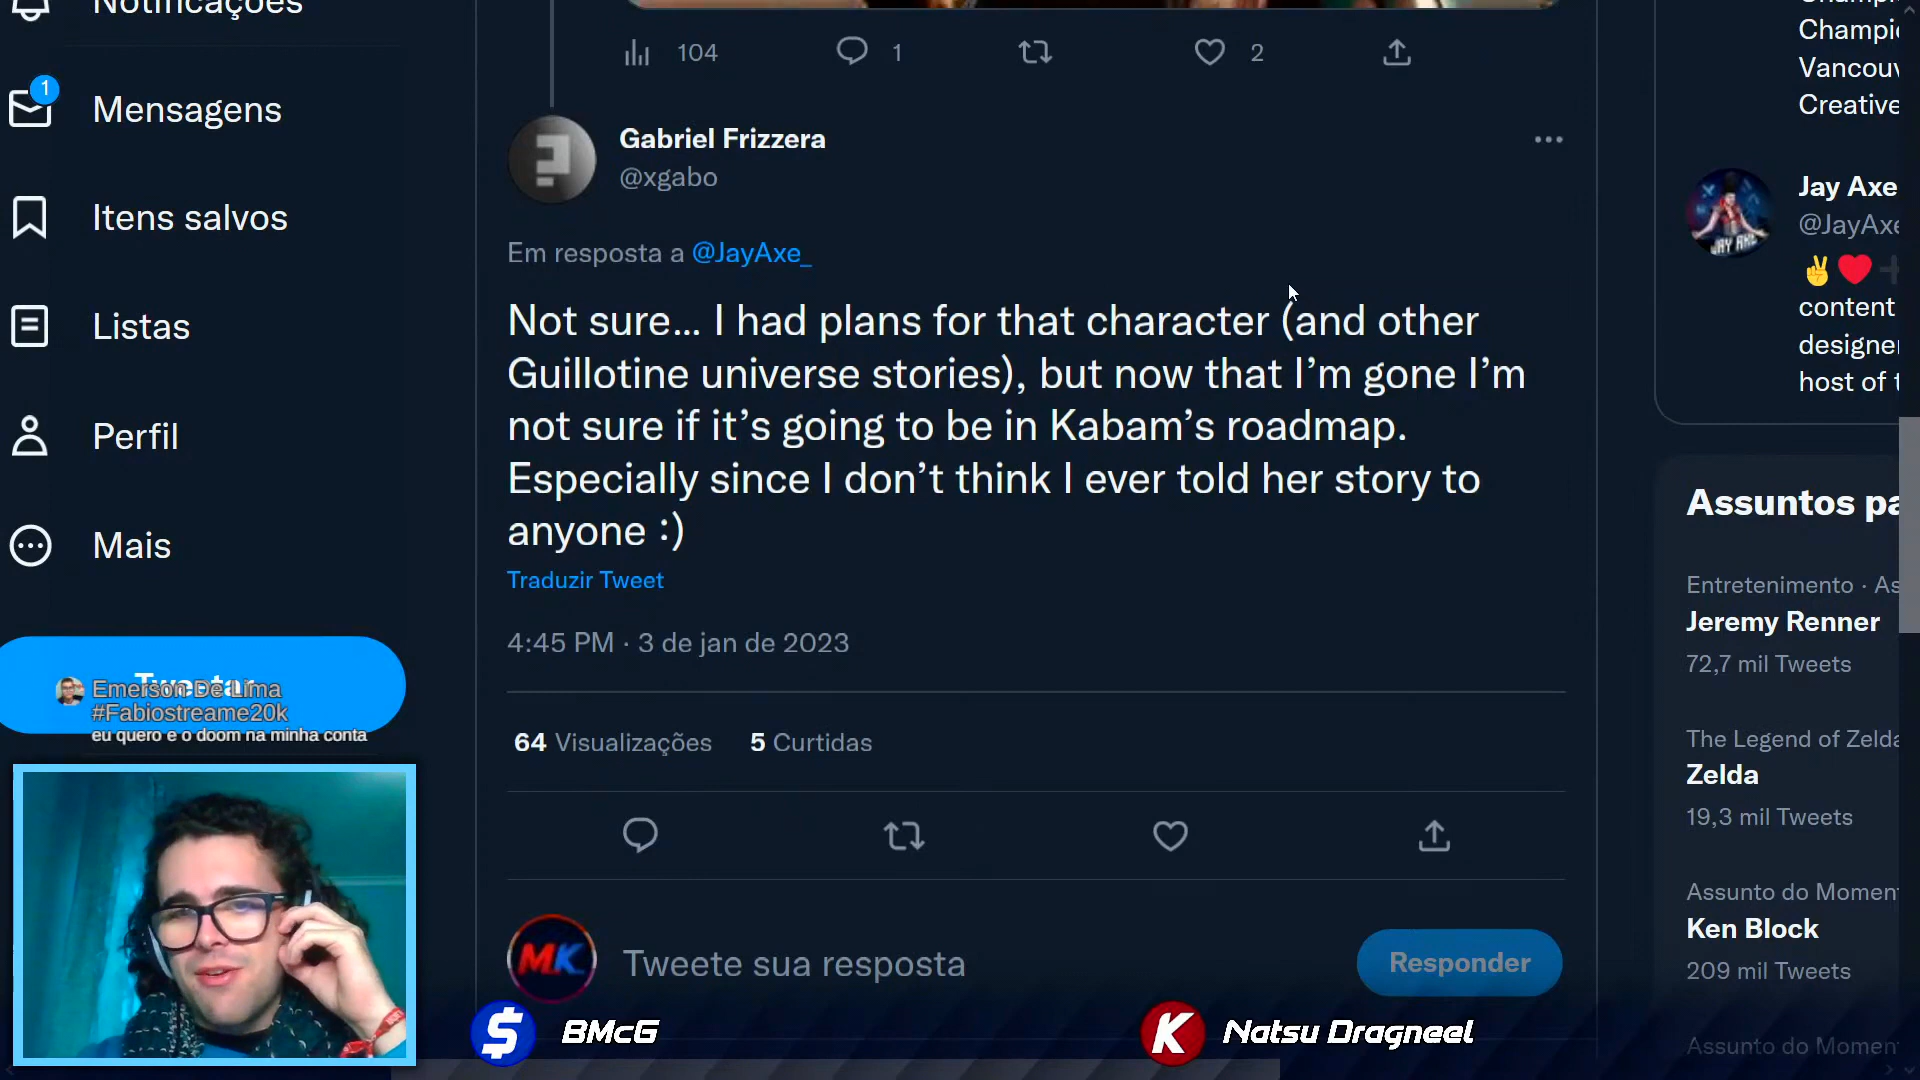 Notificações
1
Mensagens
Itens salvos
Listas
Perfil
Mais
Emerson De Lima
#Fabiostreame20k
eu quero e o doom na minha conta
104
1
2
Gabriel Frizzera
@xgabo
Em resposta a @JayAxe_
Not sure... I had plans for that character (and other
Guillotine universe stories), but now that I'm gone I'm
not sure if it's going to be in Kabam's roadmap.
Especially since I don't think I ever told her story to
anyone :)
Traduzir Tweet
4:45 PM · 3 de jan de 2023
64 Visualizações 5 Curtidas
MK
Tweete sua resposta
Responder
$ BMcG
K Natsu Dragneel
Champi
Vancouv
Creative
JAY AXE
Jay Axe
@JayAxe
✌️❤️➕
content
designer
host of t
Assuntos pa
Entretenimento · As
Jeremy Renner
72,7 mil Tweets
The Legend of Zelda
Zelda
19,3 mil Tweets
Assunto do Momen
Ken Block
209 mil Tweets
Assunto do Momen